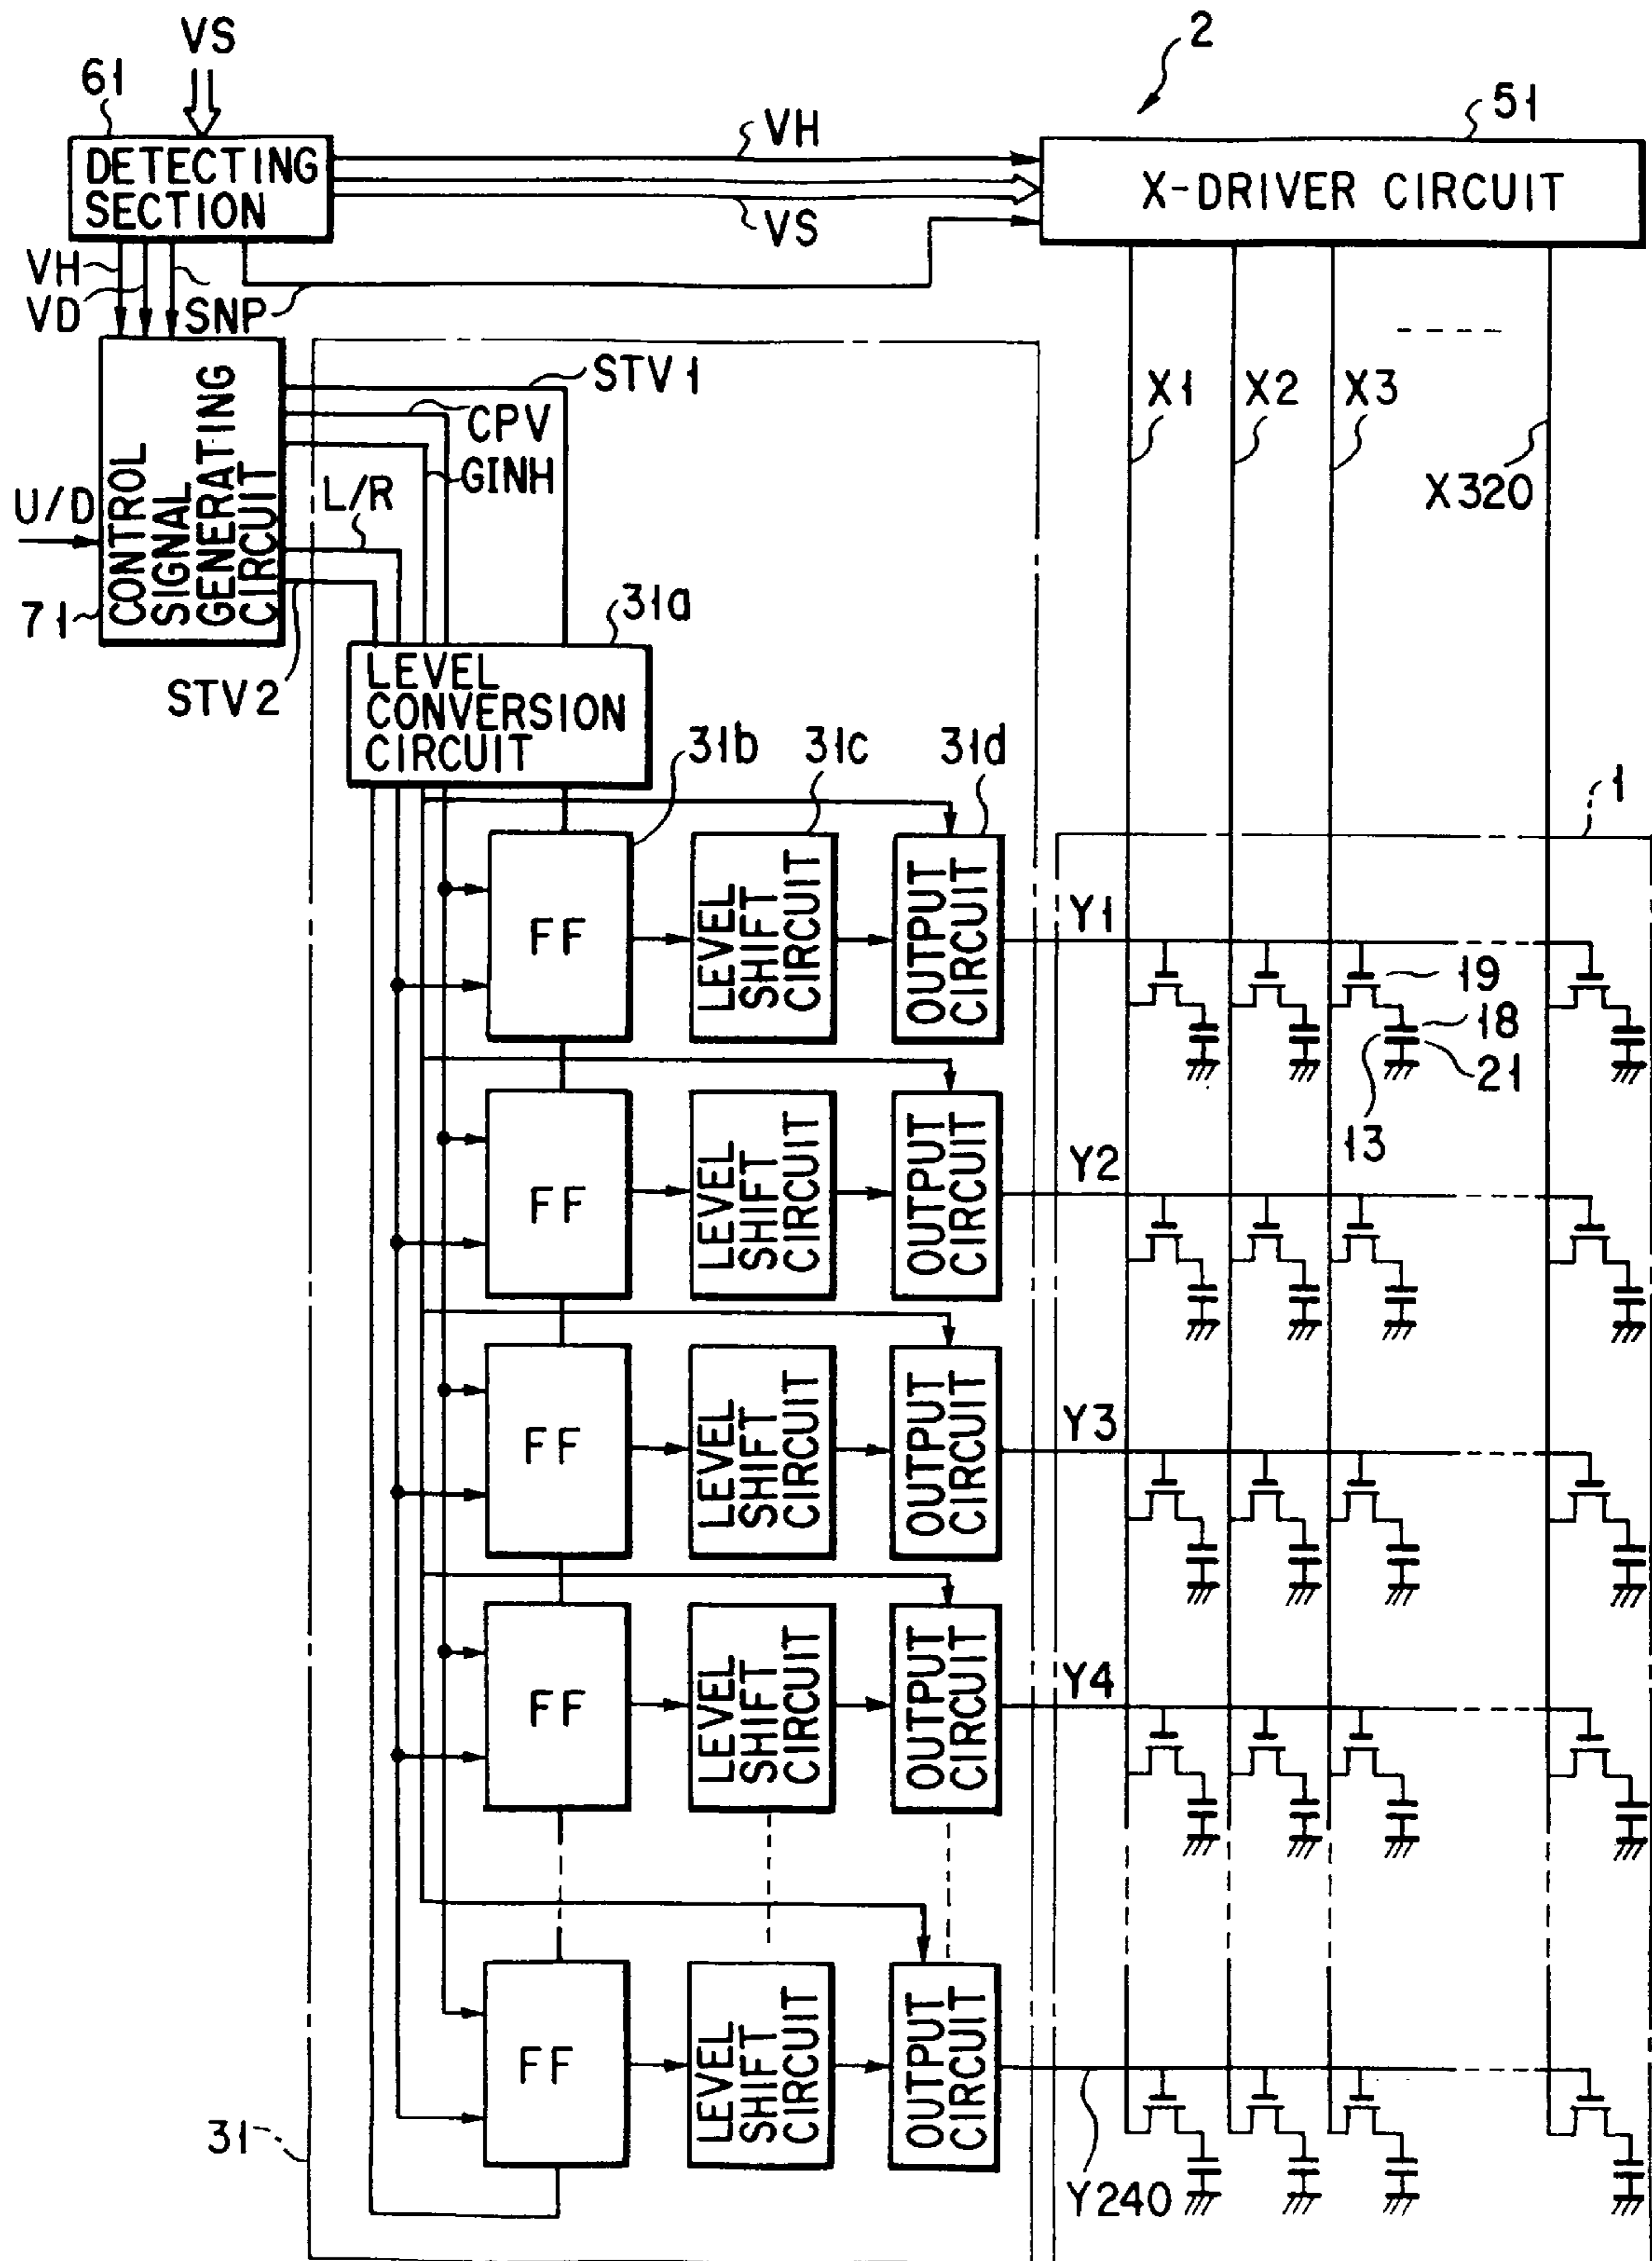 VS
2
61
51
VH
DETECTING
SECTION
X-DRIVER CIRCUIT
VS
VH
VD
SNP
STV1
CPV
GINH
L/R
U/D
CONTROL
SIGNAL
GENERATING
CIRCUIT
71
STV2
X1
X2
X3
X320
31a
LEVEL
CONVERSION
CIRCUIT
31b
31c
31d
1
FF
LEVEL
SHIFT
CIRCUIT
OUTPUT
CIRCUIT
Y1
19
18
21
13
FF
LEVEL
SHIFT
CIRCUIT
OUTPUT
CIRCUIT
Y2
FF
LEVEL
SHIFT
CIRCUIT
OUTPUT
CIRCUIT
Y3
FF
LEVEL
SHIFT
CIRCUIT
OUTPUT
CIRCUIT
Y4
FF
LEVEL
SHIFT
CIRCUIT
OUTPUT
CIRCUIT
31
Y240